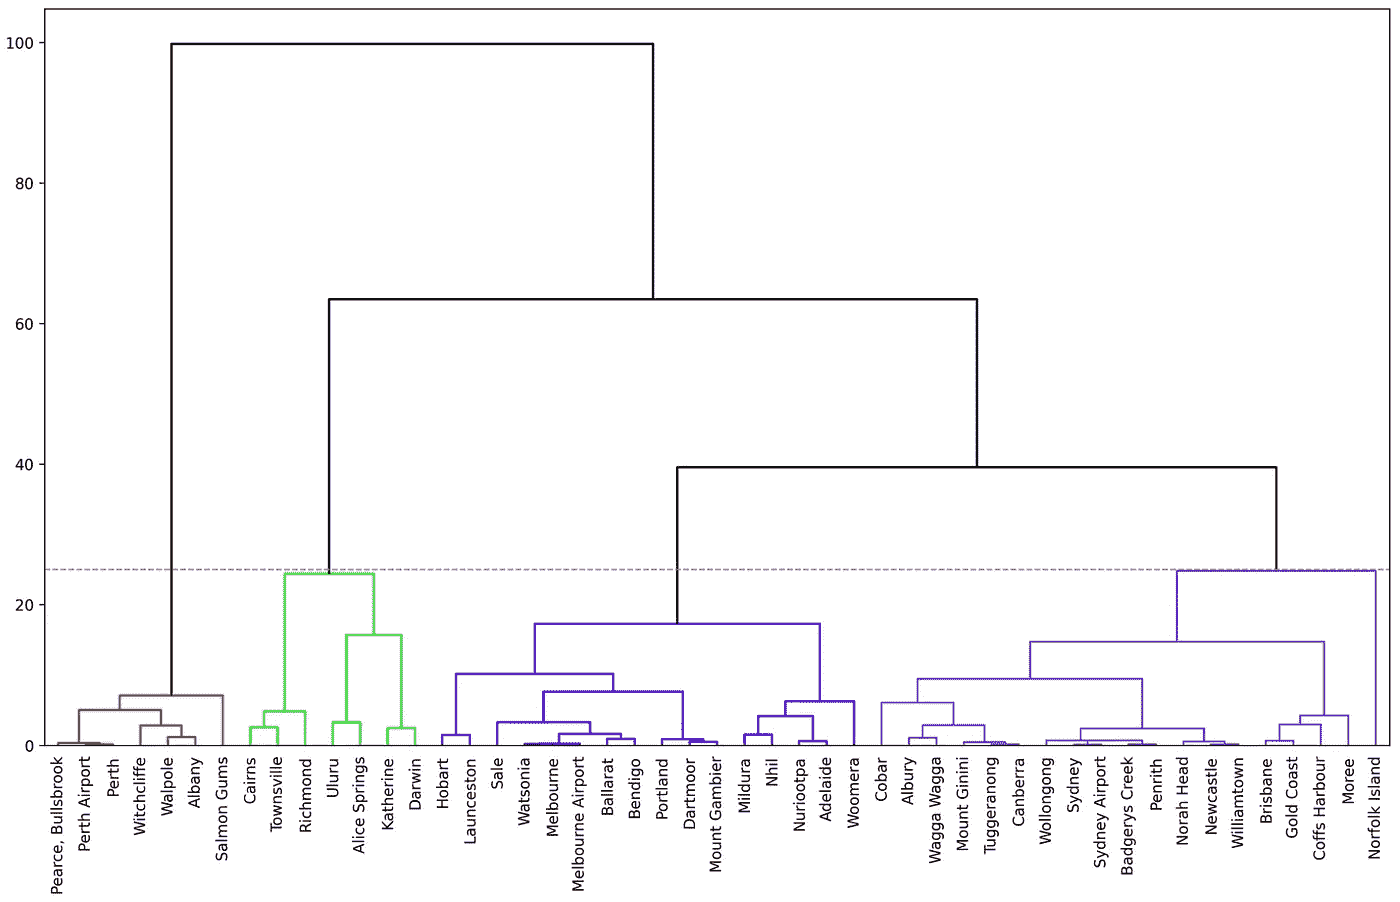 100
80
60
40
20
0
Pearce, Bullsbrook
Perth Airport
Perth
Witchcliffe
Walpole
Albany
Salmon Gums
Cairns
Townsville
Richmond
Uluru
Alice Springs
Katherine
Darwin
Hobart
Launceston
Sale
Watsonia
Melbourne
Melbourne Airport
Ballarat
Bendigo
Portland
Dartmoor
Mount Gambier
Mildura
Nhil
Nuriootpa
Adelaide
Woomera
Cobar
Albury
Wagga Wagga
Mount Ginini
Tuggeranong
Canberra
Wollongong
Sydney
Sydney Airport
Badgerys Creek
Penrith
Norah Head
Newcastle
Williamtown
Brisbane
Gold Coast
Coffs Harbour
Moree
Norfolk Island